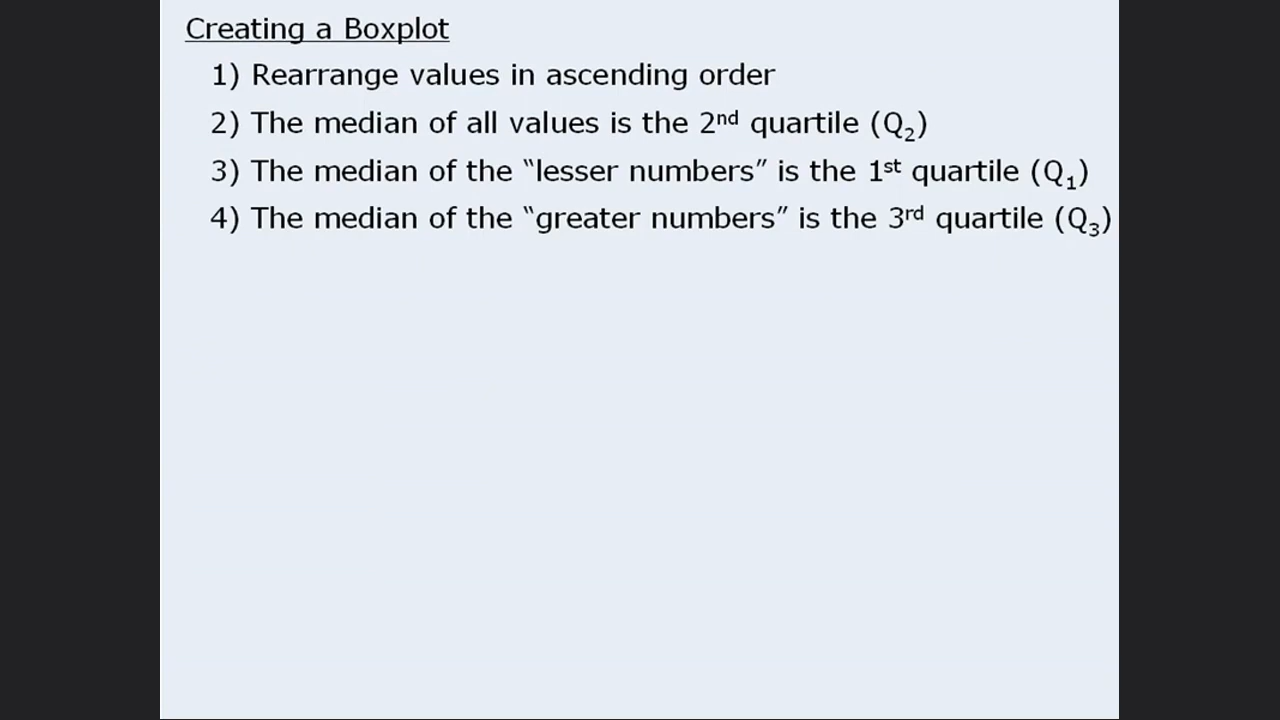 Creating a Boxplot
1) Rearrange values in ascending order
2) The median of all values is the 2nd quartile (Q2)
3) The median of the “lesser numbers” is the 1st quartile (Q1)
4) The median of the “greater numbers” is the 3rd quartile (Q3)